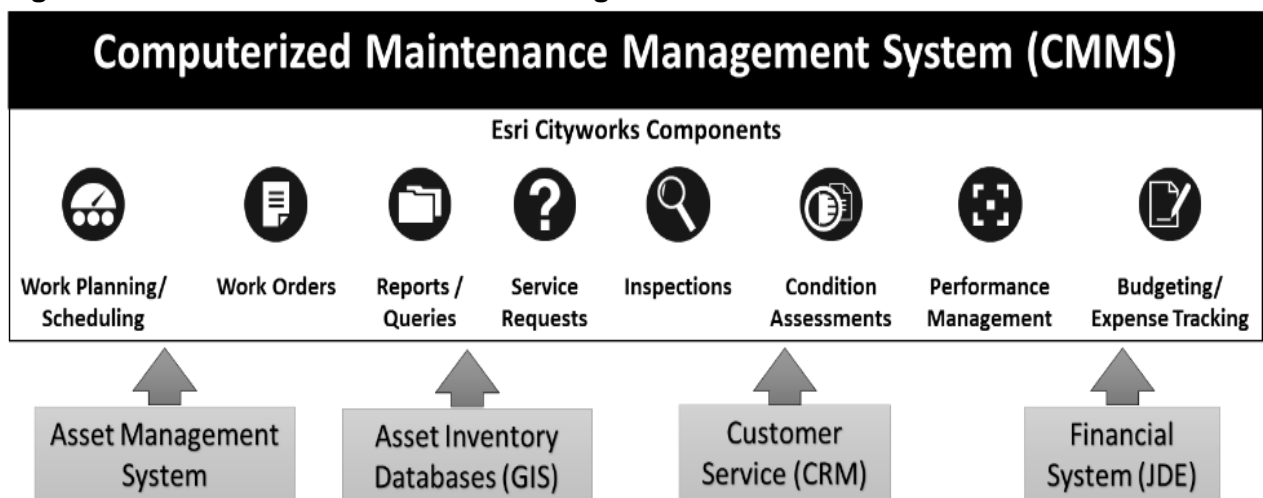 Computerized Maintenance Management System (CMMS)
Esri Cityworks Components
Work Planning/
Scheduling
Work Orders
Reports /
Queries
Service
Requests
Inspections
Condition
Assessments
Performance
Management
Budgeting/
Expense Tracking
Asset Management
System
Asset Inventory
Databases (GIS)
Customer
Service (CRM)
Financial
System (JDE)